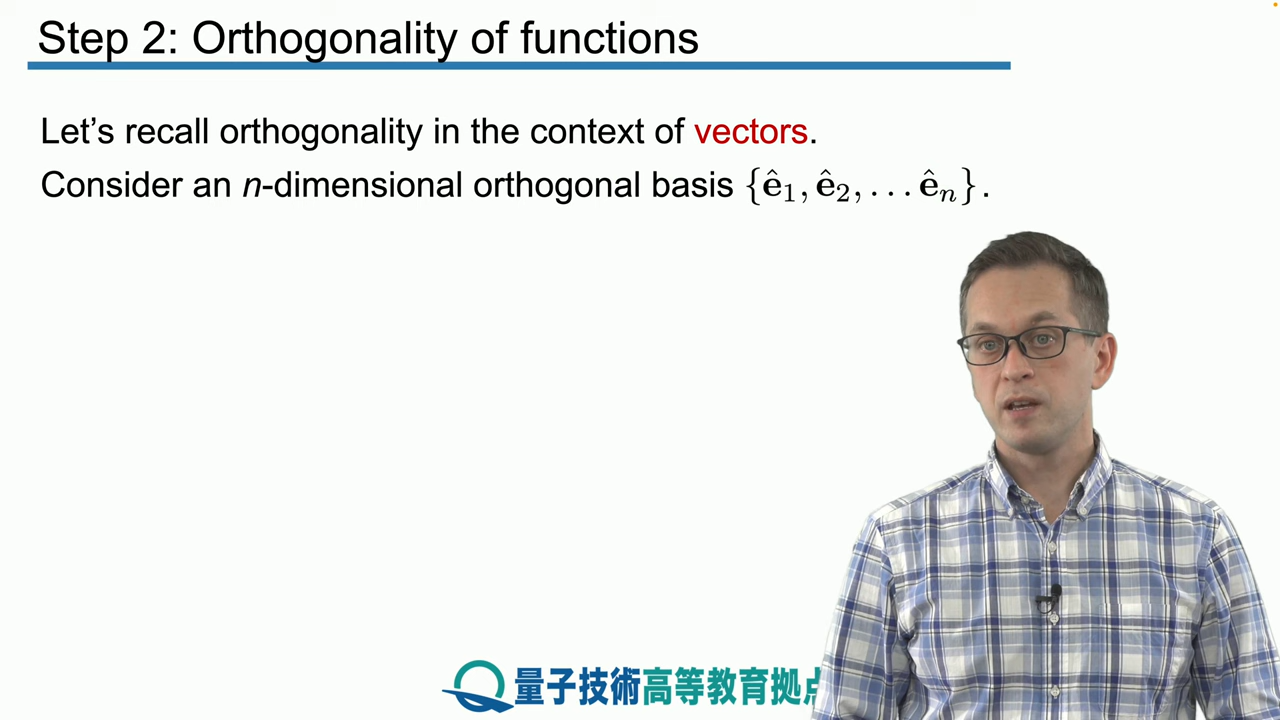 Step 2: Orthogonality of functions
Let’s recall orthogonality in the context of vectors.
Consider an n-dimensional orthogonal basis {ê₁, ê₂, . . . êₙ}.
量子技術高等教育拠点